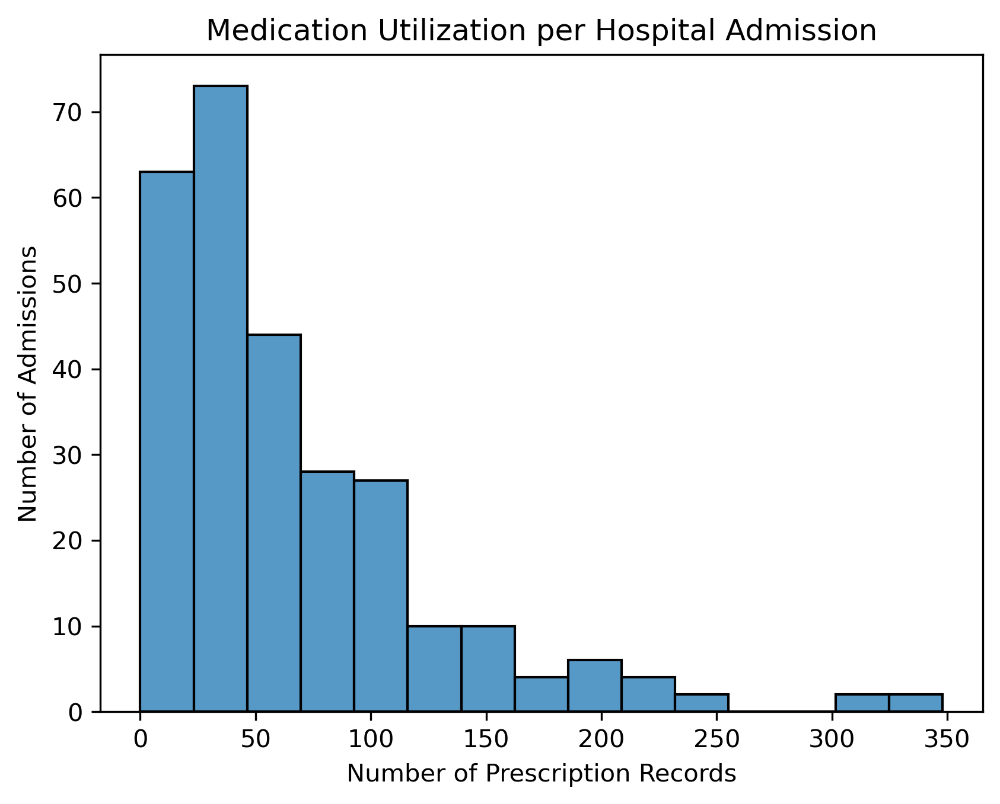 Medication Utilization per Hospital Admission
Number of Admissions
70
60
50
40
30
20
10
0
0 50 100 150 200 250 300 350
Number of Prescription Records